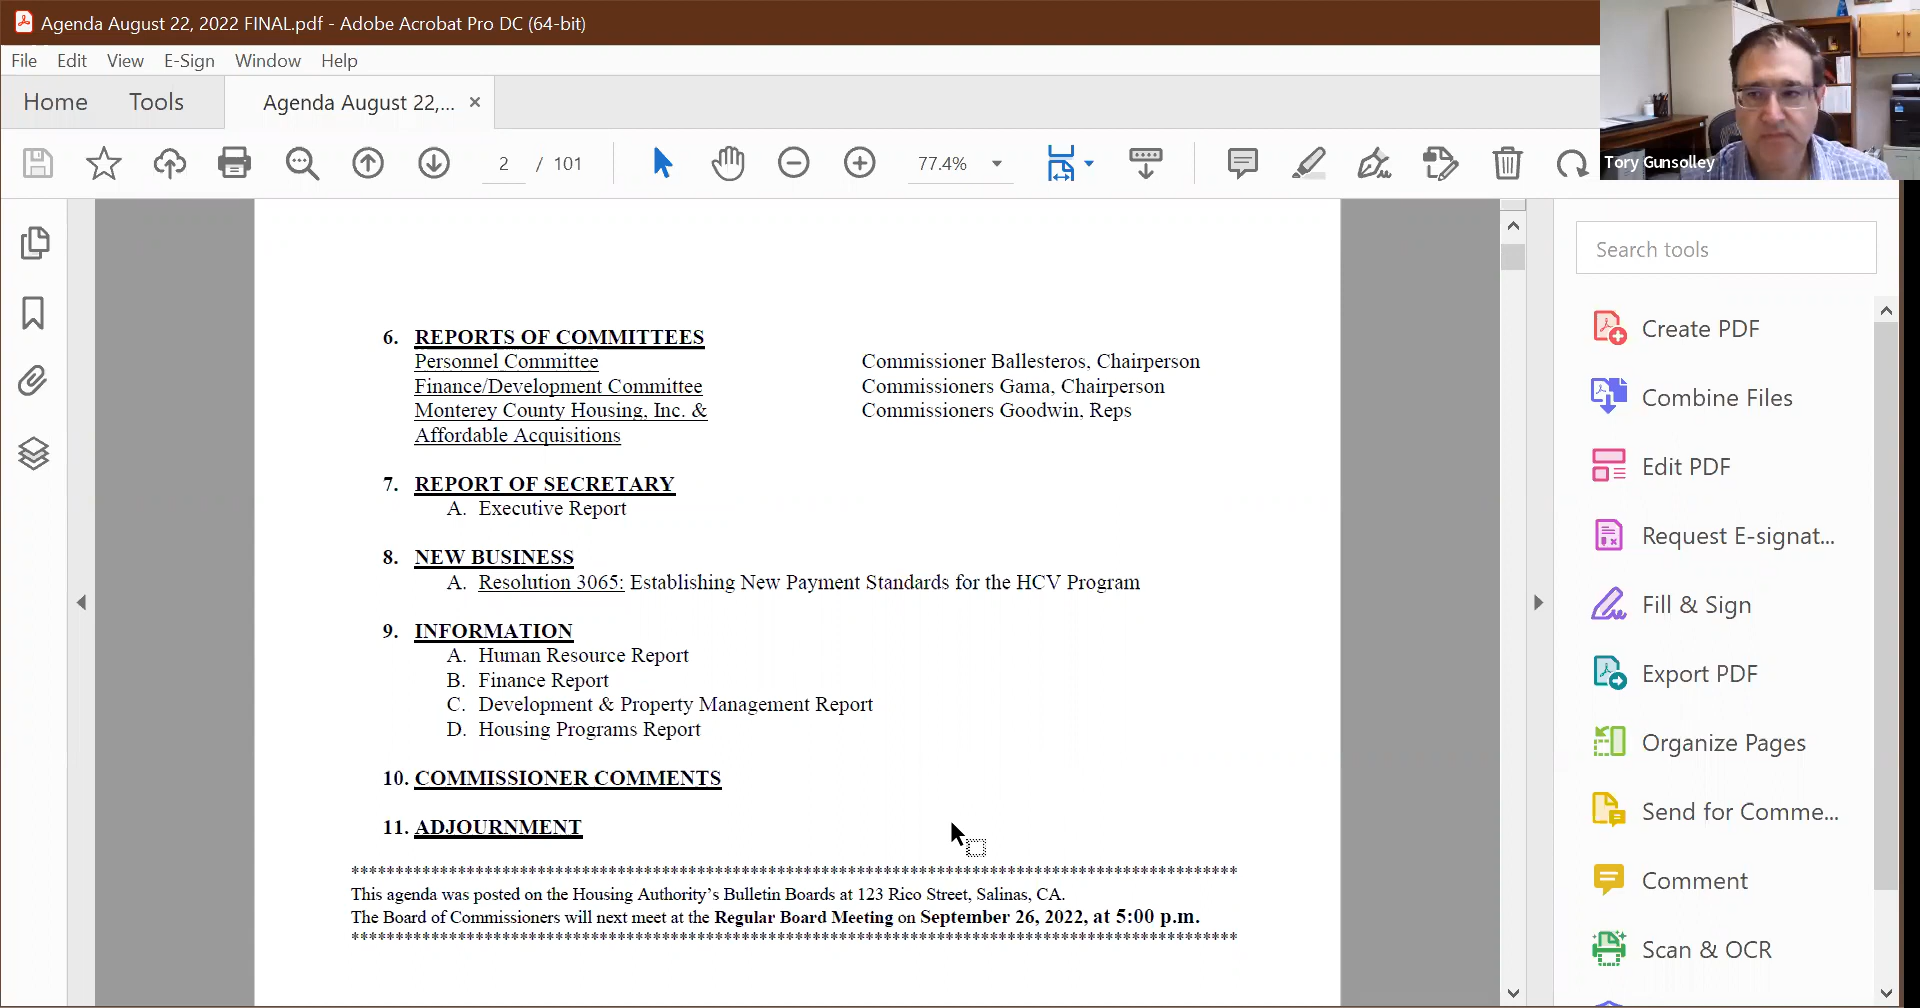 Agenda August 22, 2022 FINAL.pdf - Adobe Acrobat Pro DC (64-bit)
File Edit View E-Sign Window Help
Home Tools Agenda August 22,... ×
2 / 101 77.4%
Tory Gunsolley
Search tools
Create PDF
Combine Files
Edit PDF
Request E-signat...
Fill & Sign
Export PDF
Organize Pages
Send for Comme...
Comment
Scan & OCR
6. REPORTS OF COMMITTEES
Personnel Committee Commissioner Ballesteros, Chairperson
Finance/Development Committee Commissioners Gama, Chairperson
Monterey County Housing, Inc. & Commissioners Goodwin, Reps
Affordable Acquisitions
7. REPORT OF SECRETARY
A. Executive Report
8. NEW BUSINESS
A. Resolution 3065: Establishing New Payment Standards for the HCV Program
9. INFORMATION
A. Human Resource Report
B. Finance Report
C. Development & Property Management Report
D. Housing Programs Report
10. COMMISSIONER COMMENTS
11. ADJOURNMENT
This agenda was posted on the Housing Authority's Bulletin Boards at 123 Rico Street, Salinas, CA.
The Board of Commissioners will next meet at the Regular Board Meeting on September 26, 2022, at 5:00 p.m.